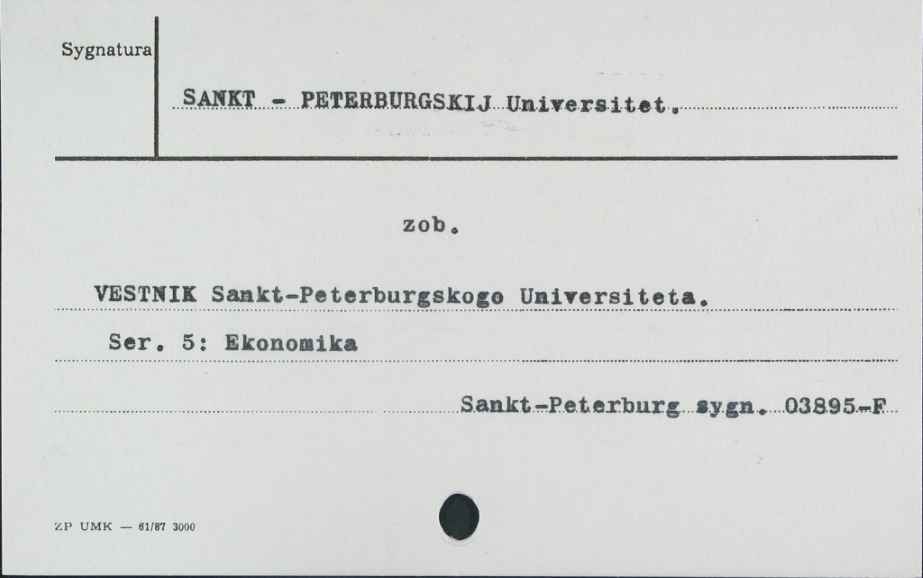 Sygnatura
SANKT - PETERBURGSKIJ Universitet.
zob.
VESTNIK Sankt-Peterburgskogo Universiteta.
Ser. 5: Ekonomika
Sankt-Peterburg sygn. 03895-F
ZP UMK — 61/87 3000